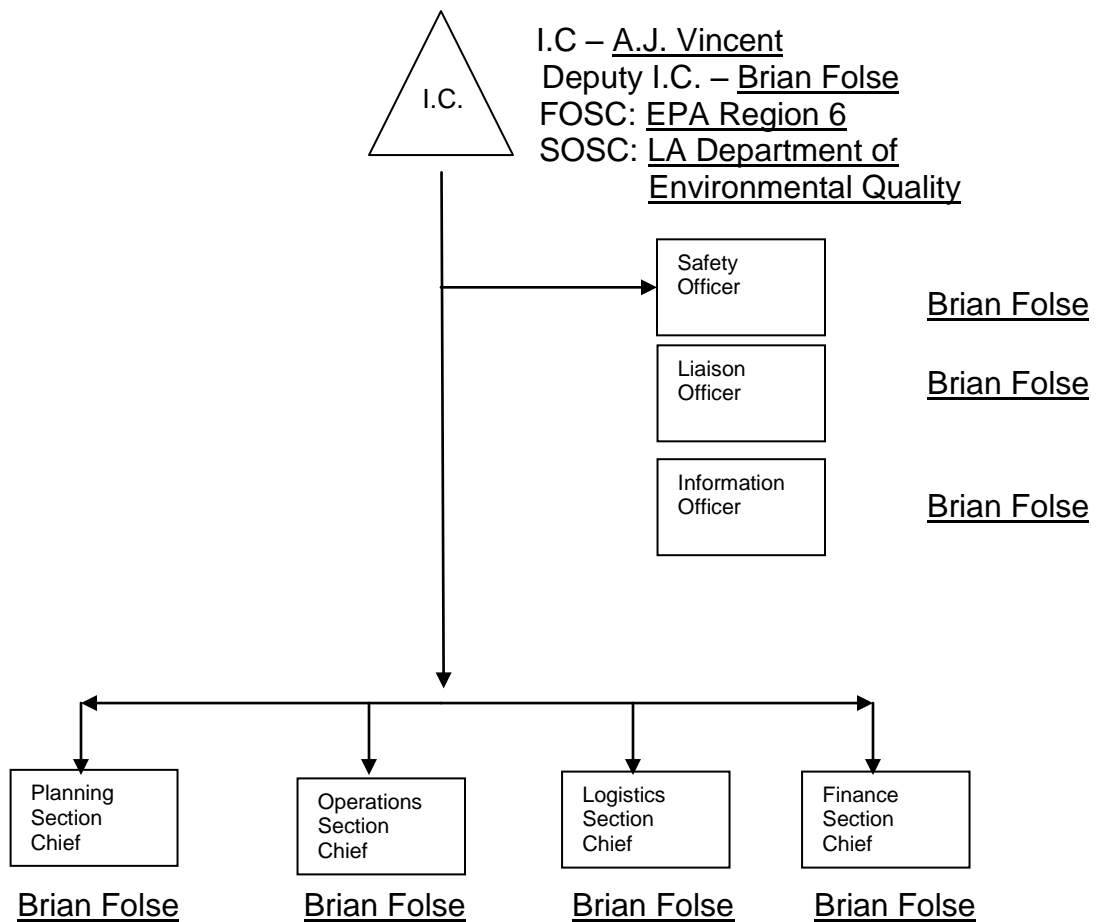 I.C.
I.C – A.J. Vincent
Deputy I.C. – Brian Folse
FOSC: EPA Region 6
SOSC: LA Department of
Environmental Quality
Safety
Officer
Brian Folse
Liaison
Officer
Brian Folse
Information
Officer
Brian Folse
Planning
Section
Chief
Operations
Section
Chief
Logistics
Section
Chief
Finance
Section
Chief
Brian Folse
Brian Folse
Brian Folse
Brian Folse